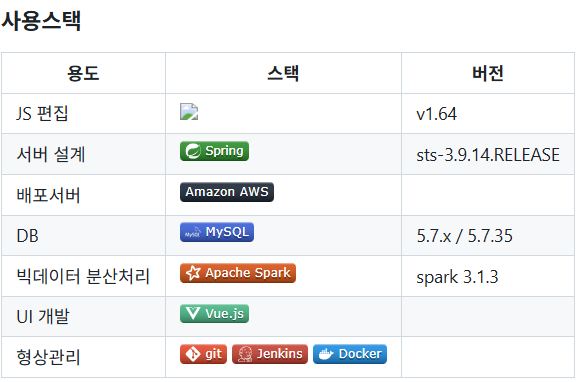 사용스택
용도 스택 버전
JS 편집 v1.64
서버 설계 Spring sts-3.9.14.RELEASE
배포서버 Amazon AWS
DB MySQL MySQL 5.7.x / 5.7.35
빅데이터 분산처리 Apache Spark spark 3.1.3
UI 개발 Vue.js
형상관리 git Jenkins Docker